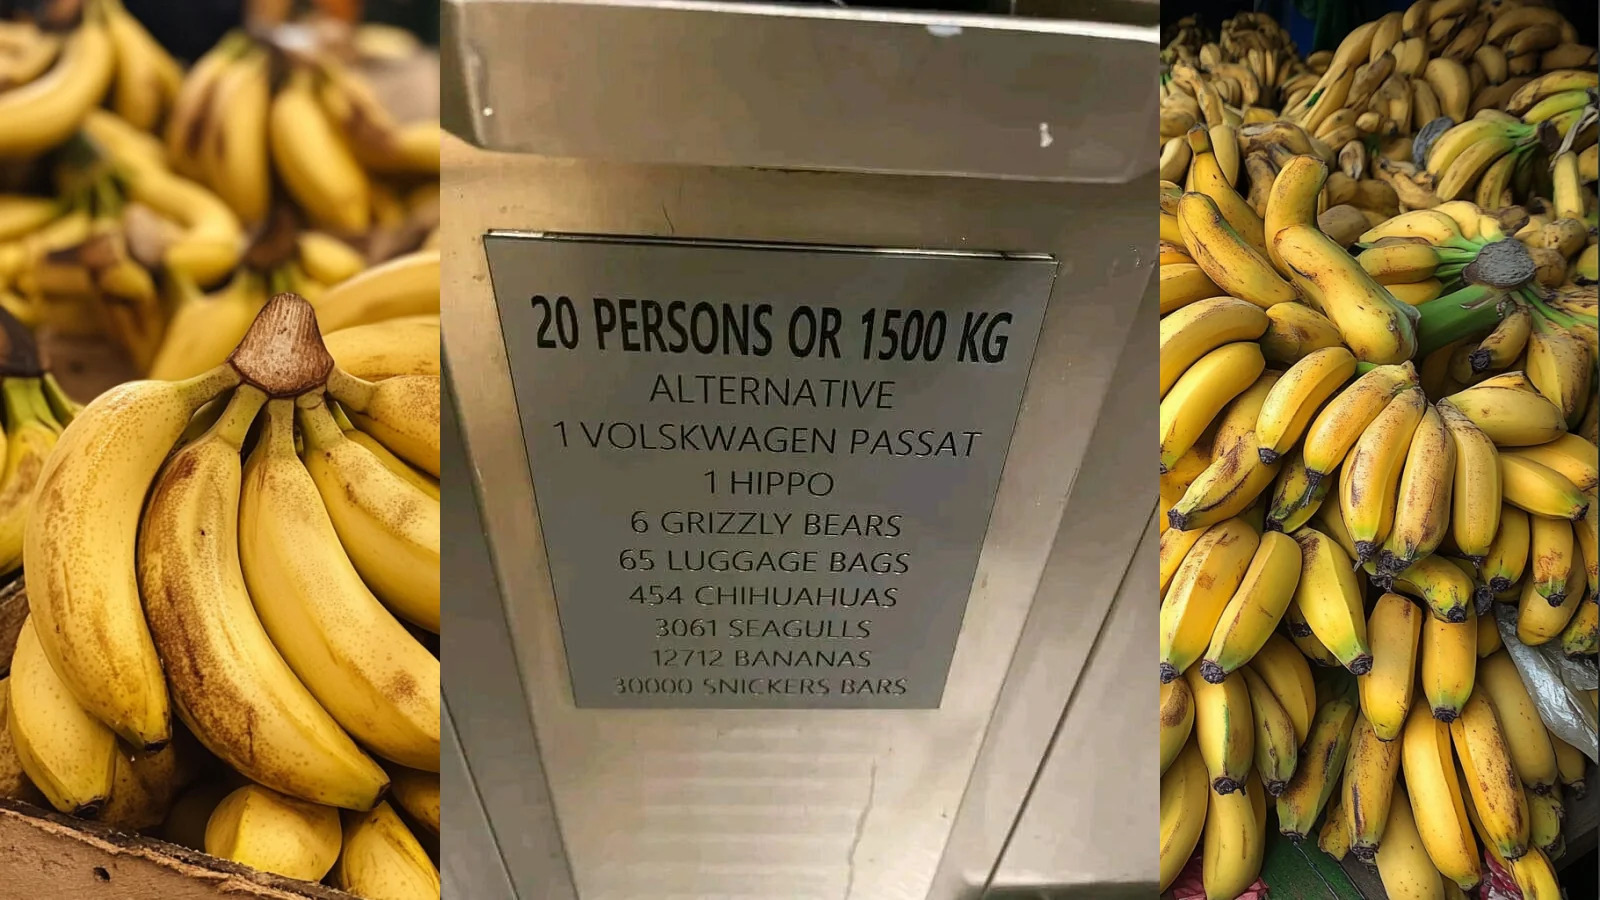 20 PERSONS OR 1500 KG
ALTERNATIVE
1 VOLSKWAGEN PASSAT
1 HIPPO
6 GRIZZLY BEARS
65 LUGGAGE BAGS
454 CHIHUAHUAS
3061 SEAGULLS
12712 BANANAS
30000 SNICKERS BARS